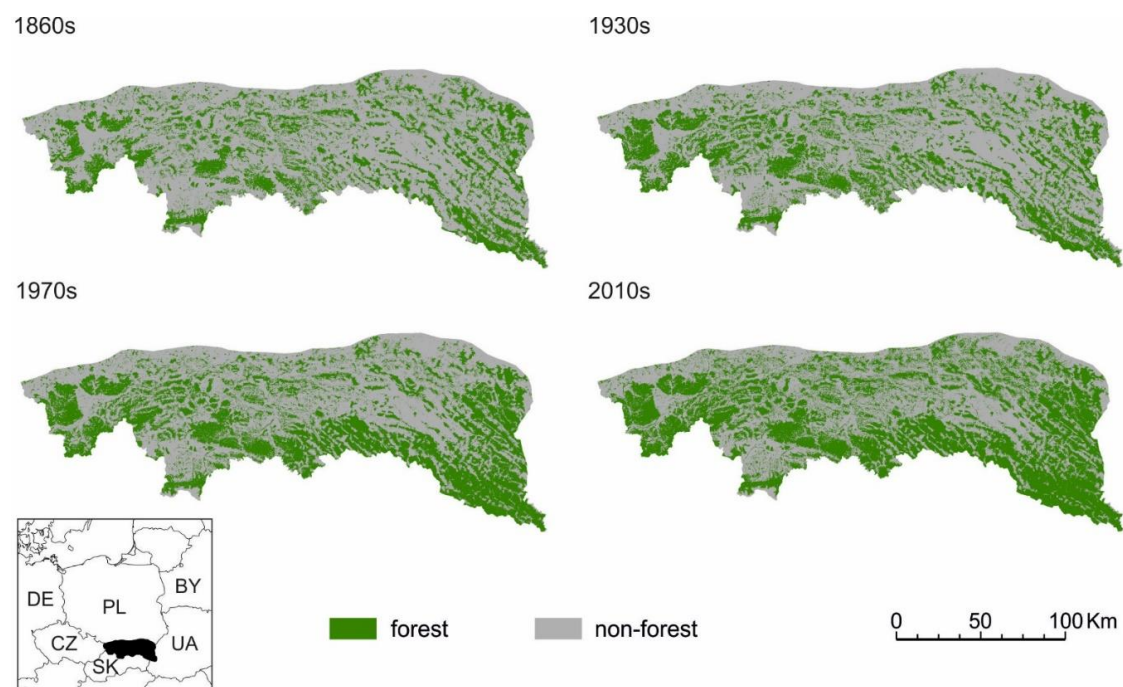 1860s
1930s
1970s
2010s
DE
PL
BY
CZ
SK
UA
forest
non-forest
0 50 100 Km